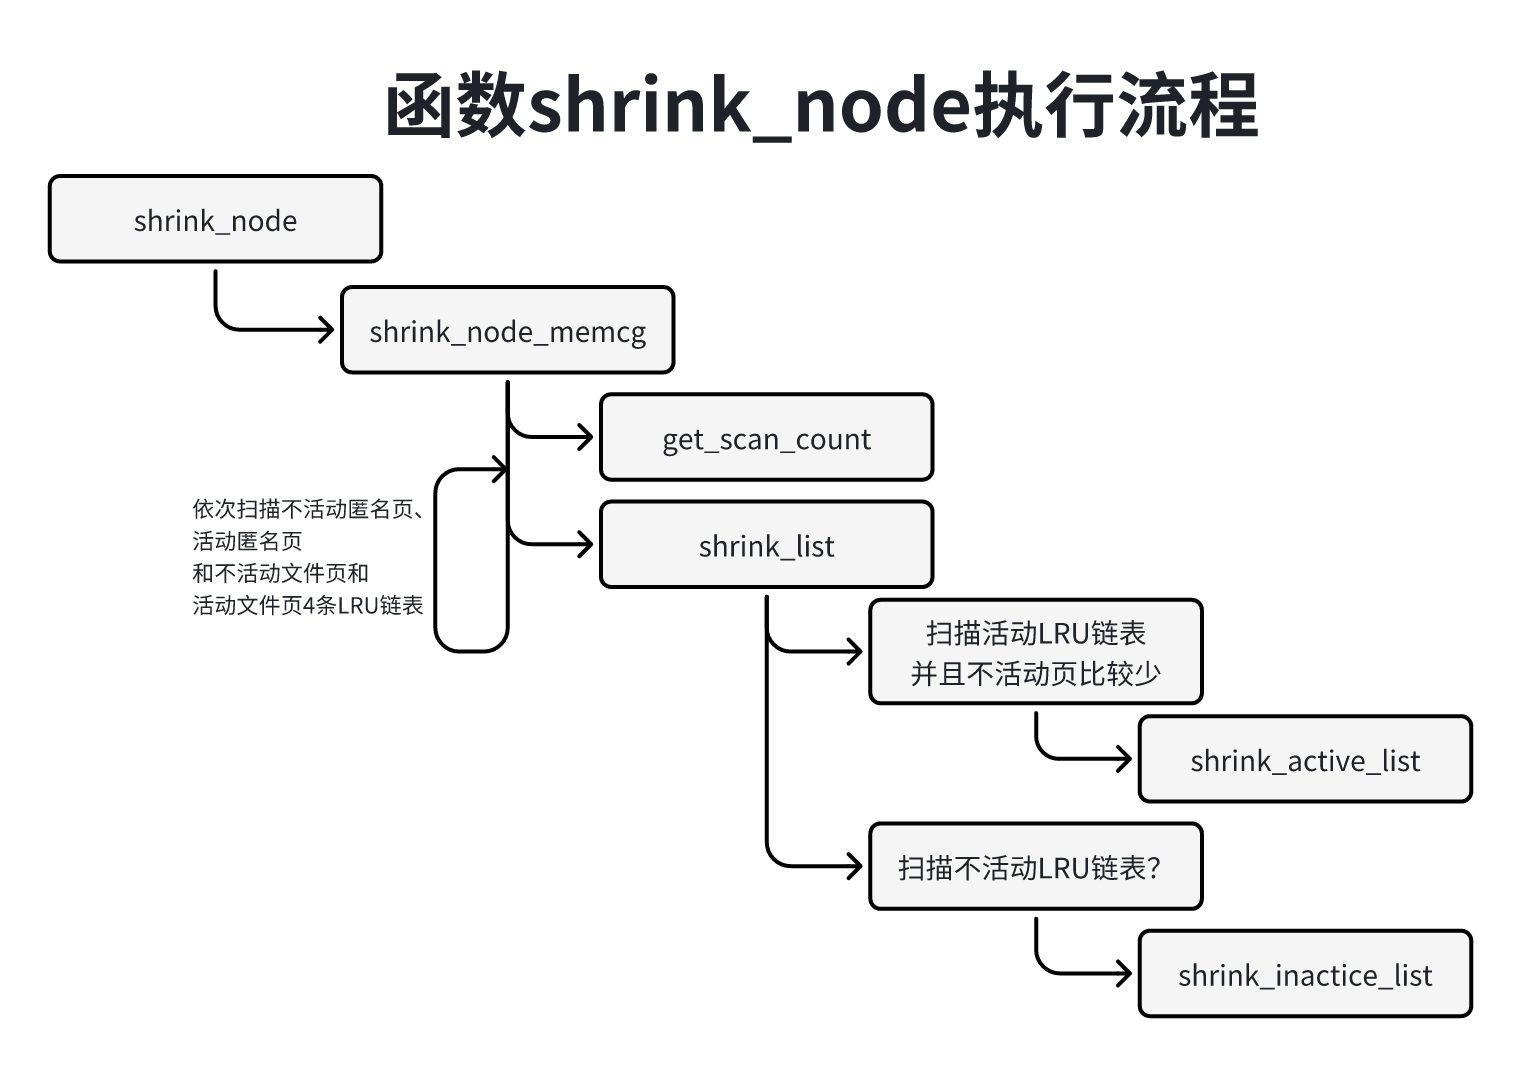 函数shrink_node执行流程
shrink_node
shrink_node_memcg
get_scan_count
依次扫描不活动匿名页、
活动匿名页
和不活动文件页和
活动文件页4条LRU链表
shrink_list
扫描活动LRU链表
并且不活动页比较少
shrink_active_list
扫描不活动LRU链表？
shrink_inactice_list